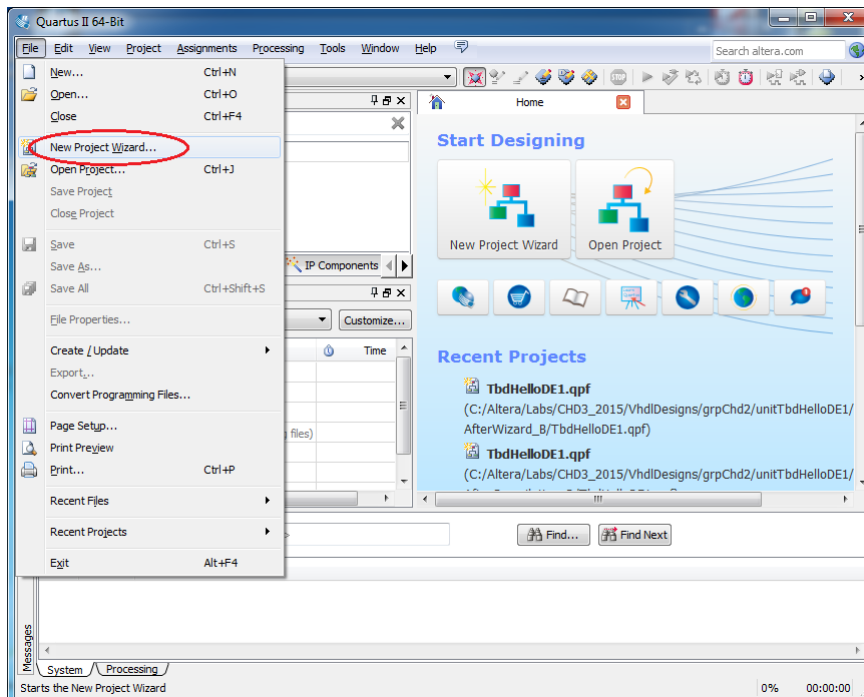 Quartus II 64-Bit
File Edit View Project Assignments Processing Tools Window Help
Search altera.com
New... Ctrl+N
Open... Ctrl+O
Close Ctrl+F4
New Project Wizard...
Open Project... Ctrl+J
Save Project
Close Project
Save Ctrl+S
Save As...
Save All Ctrl+Shift+S
File Properties...
Create / Update
Export...
Convert Programming Files...
Page Setup...
Print Preview
Print... Ctrl+P
Recent Files
Recent Projects
Exit Alt+F4
IP Components
Customize...
Time
files)
Home
Start Designing
New Project Wizard
Open Project
Recent Projects
TbdHelloDE1.qpf
(C:/Altera/Labs/CHD3_2015/VhdlDesigns/grpChd2/unitTbdHelloDE1/
AfterWizard_B/TbdHelloDE1.qpf)
TbdHelloDE1.qpf
(C:/Altera/Labs/CHD3_2015/VhdlDesigns/grpChd2/unitTbdHelloDE1/
Find... Find Next
Messages
System Processing
Starts the New Project Wizard
0% 00:00:00